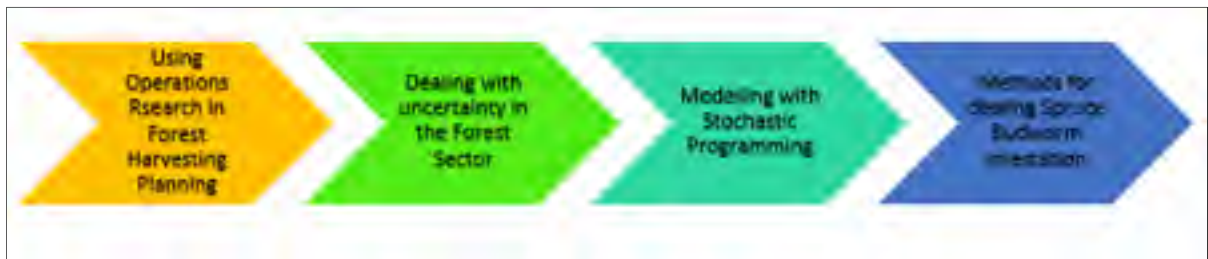 Using
Operations
Rsearch in
Forest
Harvesting
Planning
Dealing with
uncertainty in
the Forest
Sector
Modelling with
Stochastic
Programming
Methods for
dealing Spruce
Budworm
infestation